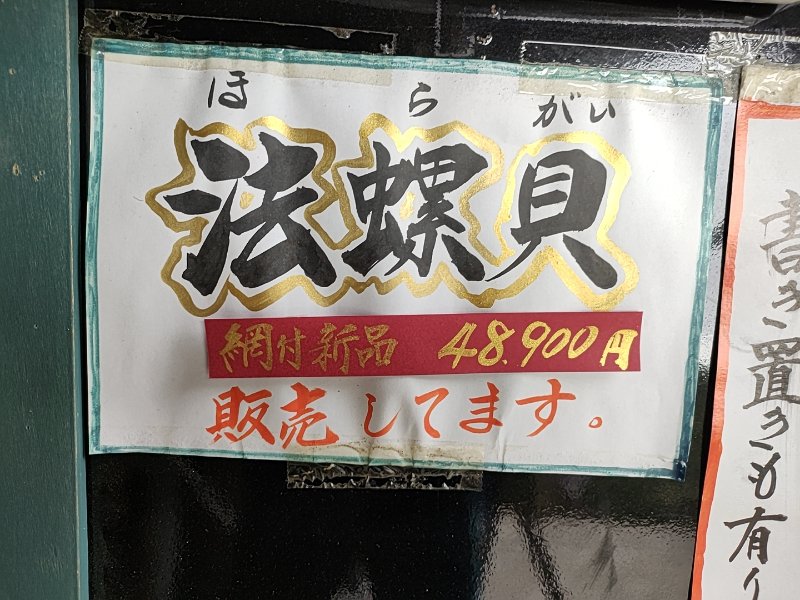 ほらがい
法螺貝
網付新品 48.900円
販売してます。
書き置きも有り